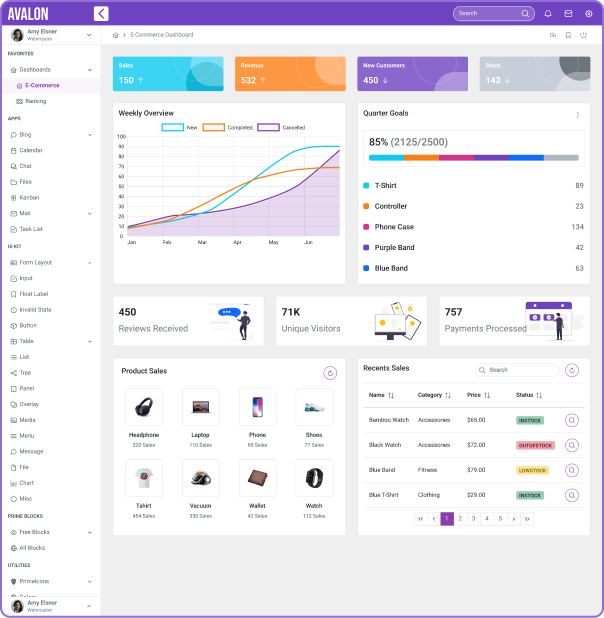 AVALON
Search
Amy Elsner
Webmaster
E-Commerce Dashboard
FAVORITES
Dashboards
E-Commerce
Banking
APPS
Blog
Calendar
Chat
Files
Kanban
Mail
Task List
UI KIT
Form Layout
Input
Float Label
Invalid State
Button
Table
List
Tree
Panel
Overlay
Media
Menu
Message
File
Chart
Misc
PRIME BLOCKS
Free Blocks
All Blocks
UTILITIES
PrimeIcons
Amy Elsner
Webmaster
Sales
150
Revenue
532
New Customers
450
Stock
143
Weekly Overview
New Completed Cancelled
100
90
80
70
60
50
40
30
20
10
0
Jan Feb Mar Apr May Jun
Quarter Goals
85% (2125/2500)
T-Shirt 89
Controller 23
Phone Case 134
Purple Band 42
Blue Band 63
450
Reviews Received
71K
Unique Visitors
757
Payments Processed
Product Sales
Headphone Laptop Phone Shoes
110 Sales 90 Sales 77 Sales
Tshirt Vacuum Wallet Watch
330 Sales 42 Sales 112 Sales
Recents Sales
Search
Name Category Price Status
Bamboo Watch Accessories $65.00 INSTOCK
Black Watch Accessories $72.00 OUTOFSTOCK
Blue Band Fitness $79.00 LOWSTOCK
Blue T-Shirt Clothing $29.00 INSTOCK
« ‹ 1 2 3 4 5 › »